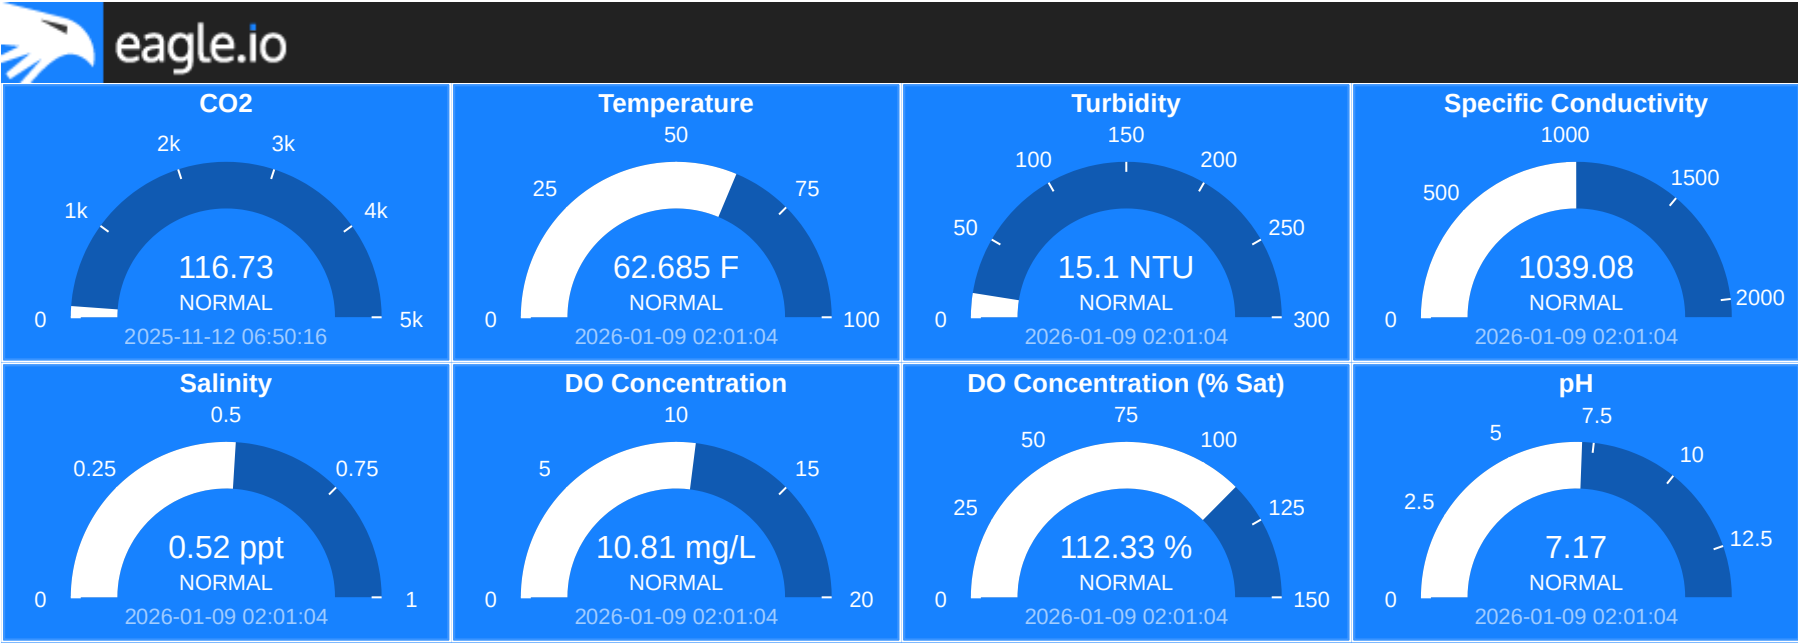 eagle.io
CO2
2k 3k
1k 4k
116.73
NORMAL
0 5k
2025-11-12 06:50:16
Temperature
50
25 75
62.685 F
NORMAL
0 100
2026-01-09 02:01:04
Turbidity
150
100 200
50 250
15.1 NTU
NORMAL
0 300
2026-01-09 02:01:04
Specific Conductivity
1000
500 1500
1039.08
NORMAL
0 2000
2026-01-09 02:01:04
Salinity
0.5
0.25 0.75
0.52 ppt
NORMAL
0 1
2026-01-09 02:01:04
DO Concentration
10
5 15
10.81 mg/L
NORMAL
0 20
2026-01-09 02:01:04
DO Concentration (% Sat)
75
50 100
25 125
112.33 %
NORMAL
0 150
2026-01-09 02:01:04
pH
7.5
5 10
2.5 12.5
7.17
NORMAL
0
2026-01-09 02:01:04